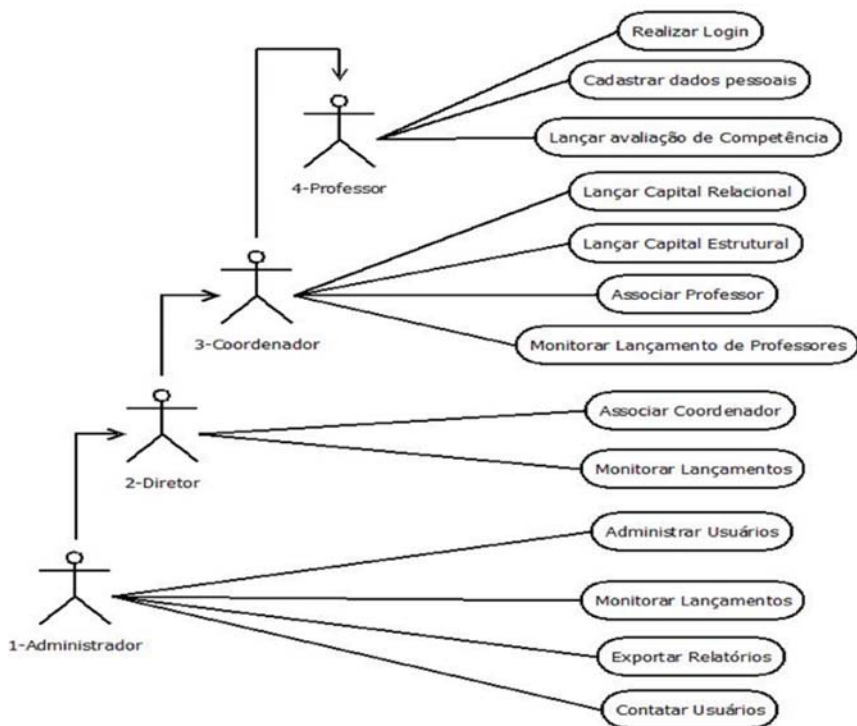 Realizar Login
Cadastrar dados pessoais
Lançar avaliação de Competência
4-Professor
Lançar Capital Relacional
Lançar Capital Estrutural
Associar Professor
Monitorar Lançamento de Professores
3-Coordenador
Associar Coordenador
Monitorar Lançamentos
2-Diretor
Administrar Usuários
Monitorar Lançamentos
1-Administrador
Exportar Relatórios
Contatar Usuários